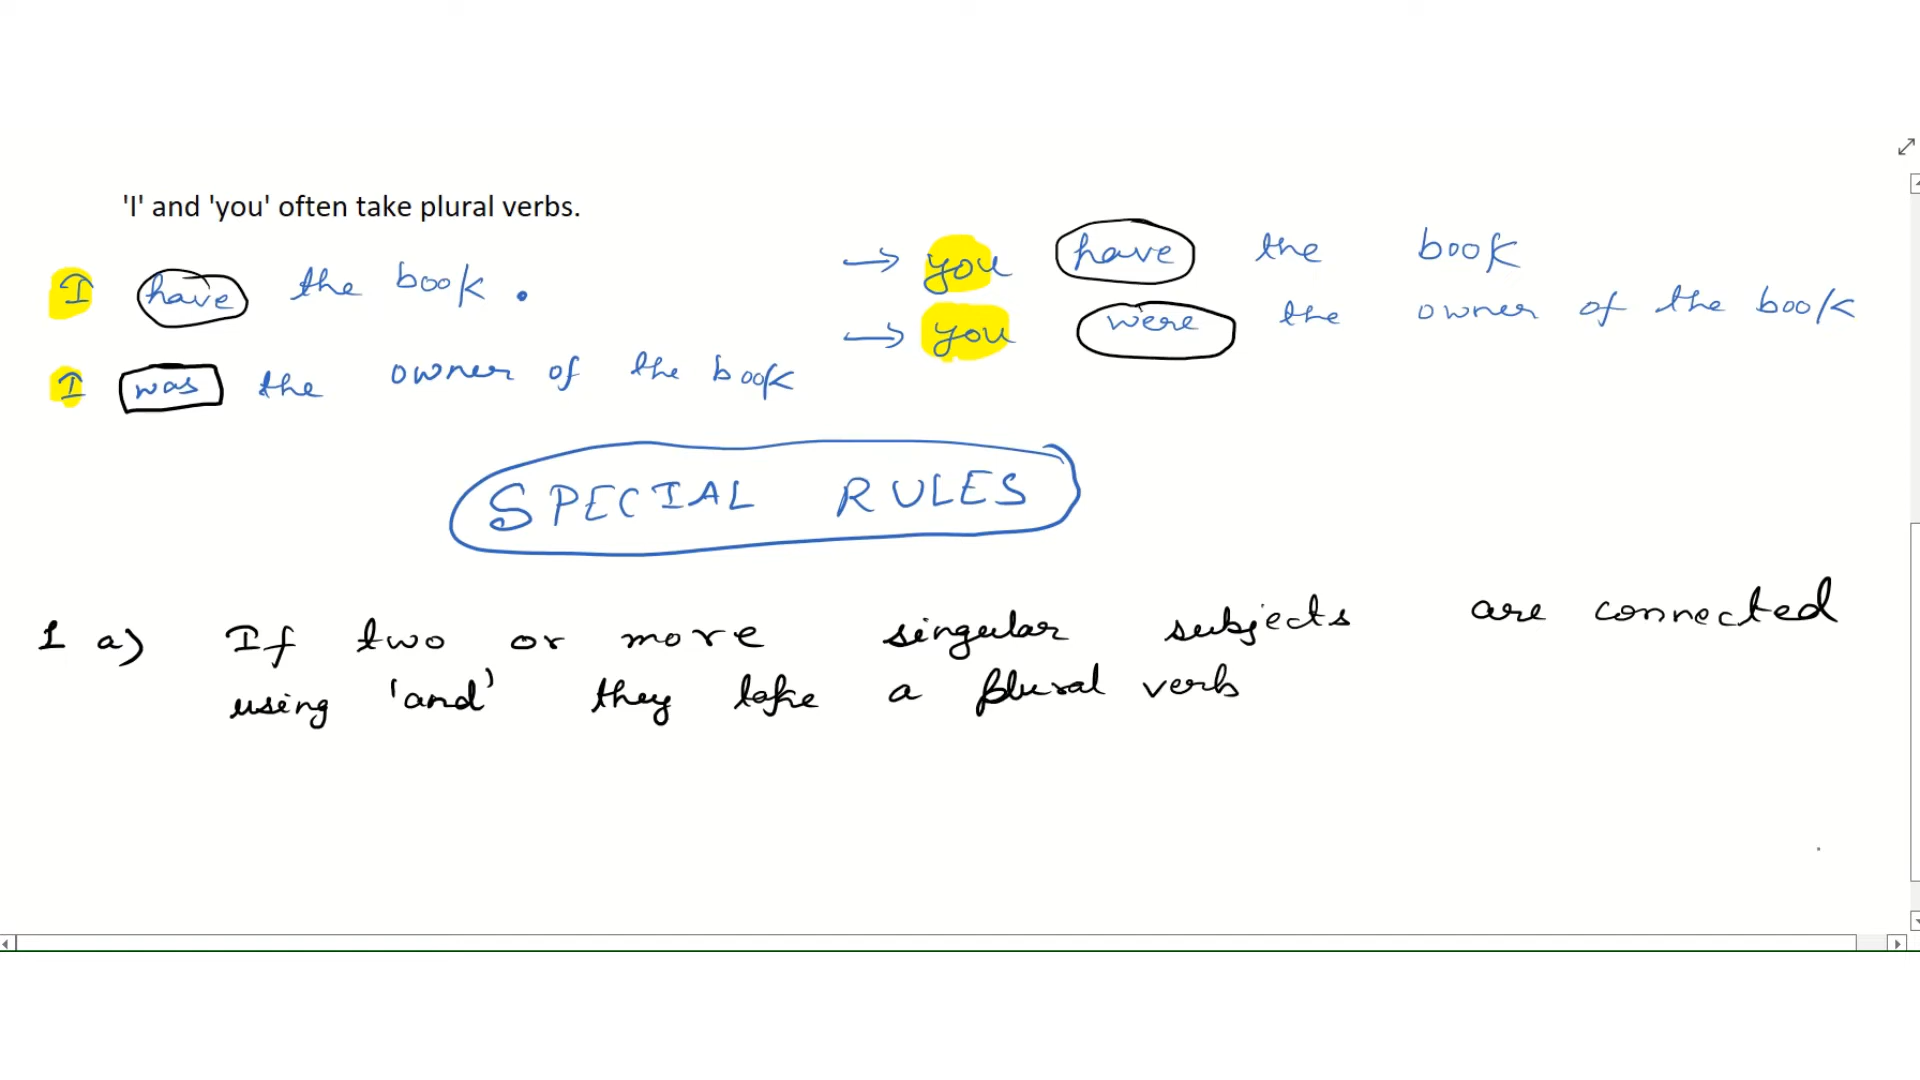 'I' and 'you' often take plural verbs.
I have the book.
I was the owner of the book
→ you have the book
→ you were the owner of the book
SPECIAL RULES
1 a) If two or more singular subjects are connected
using 'and' they take a plural verb